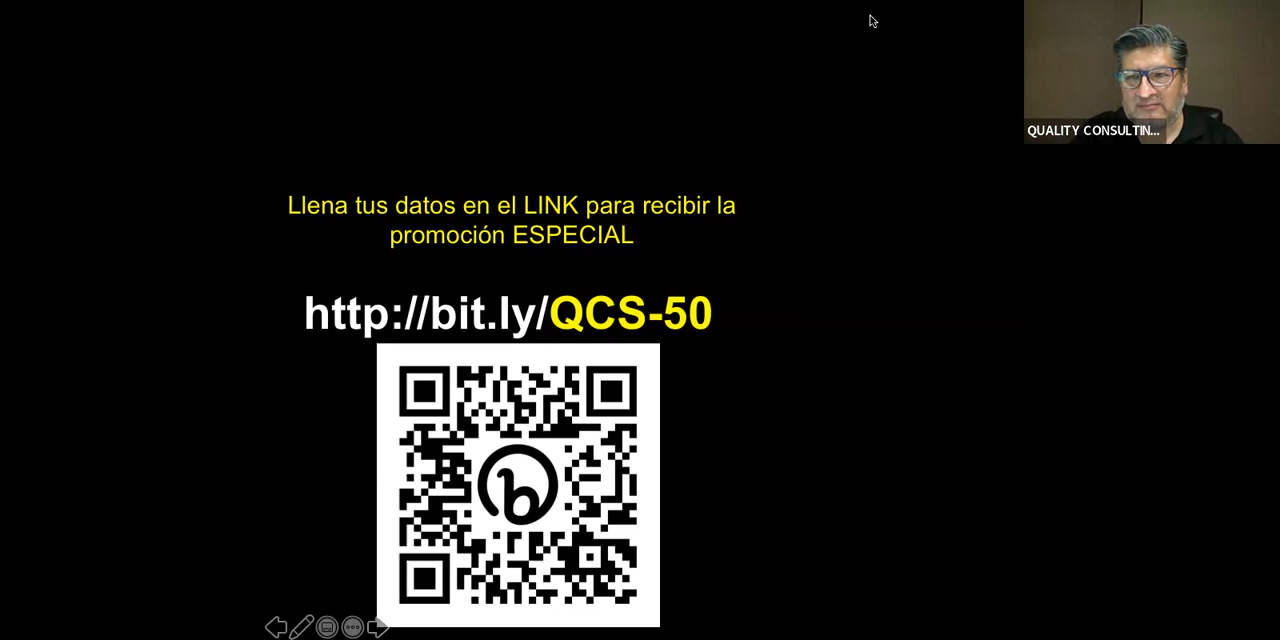 QUALITY CONSULTIN...
Llena tus datos en el LINK para recibir la
promoción ESPECIAL
http://bit.ly/QCS-50